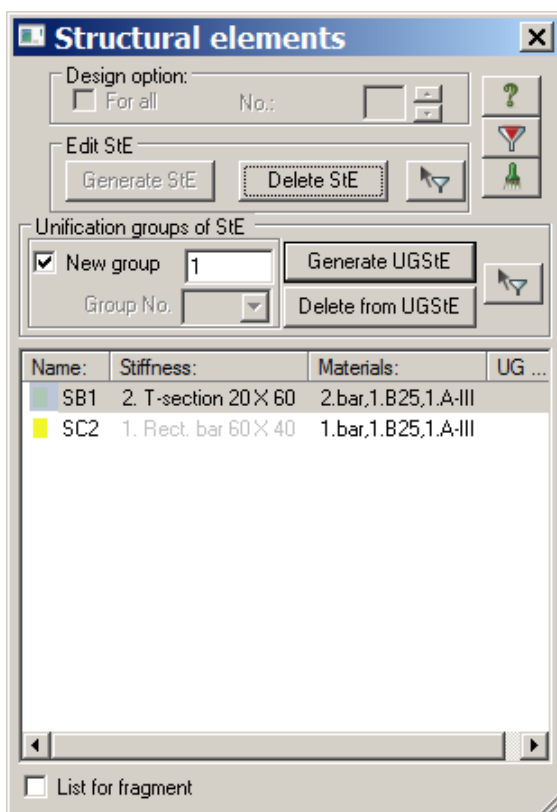 Structural elements
Design option:
For all No.:
Edit StE
Generate StE Delete StE
Unification groups of StE
New group 1 Generate UGStE
Group No. Delete from UGStE
Name: Stiffness: Materials: UG ...
SB1 2. T-section 20 X 60 2.bar,1.B25,1.A-III
SC2 1. Rect. bar 60 X 40 1.bar,1.B25,1.A-III
List for fragment